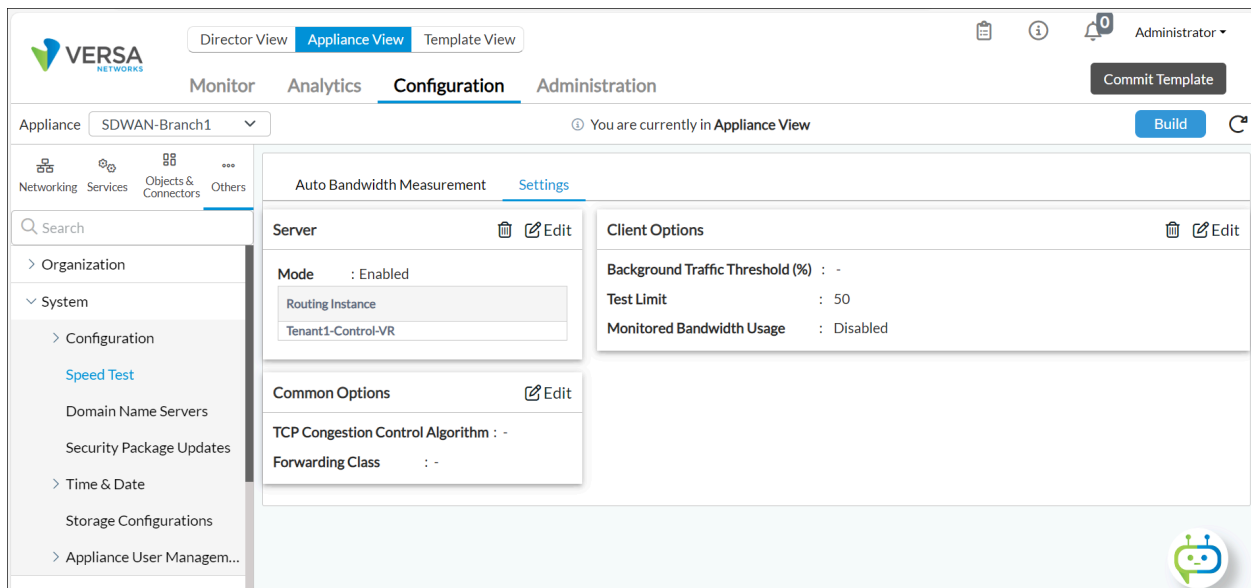 Director View Appliance View Template View
0
Administrator
VERSA
NETWORKS
Monitor Analytics Configuration Administration
Commit Template
Appliance SDWAN-Branch1
You are currently in Appliance View
Build
Networking Services Objects & Connectors Others
Search
Organization
System
Configuration
Speed Test
Domain Name Servers
Security Package Updates
Time & Date
Storage Configurations
Appliance User Managem...
Auto Bandwidth Measurement Settings
Server Edit
Mode : Enabled
Routing Instance
Tenant1-Control-VR
Common Options Edit
TCP Congestion Control Algorithm : -
Forwarding Class : -
Client Options Edit
Background Traffic Threshold (%) : -
Test Limit : 50
Monitored Bandwidth Usage : Disabled